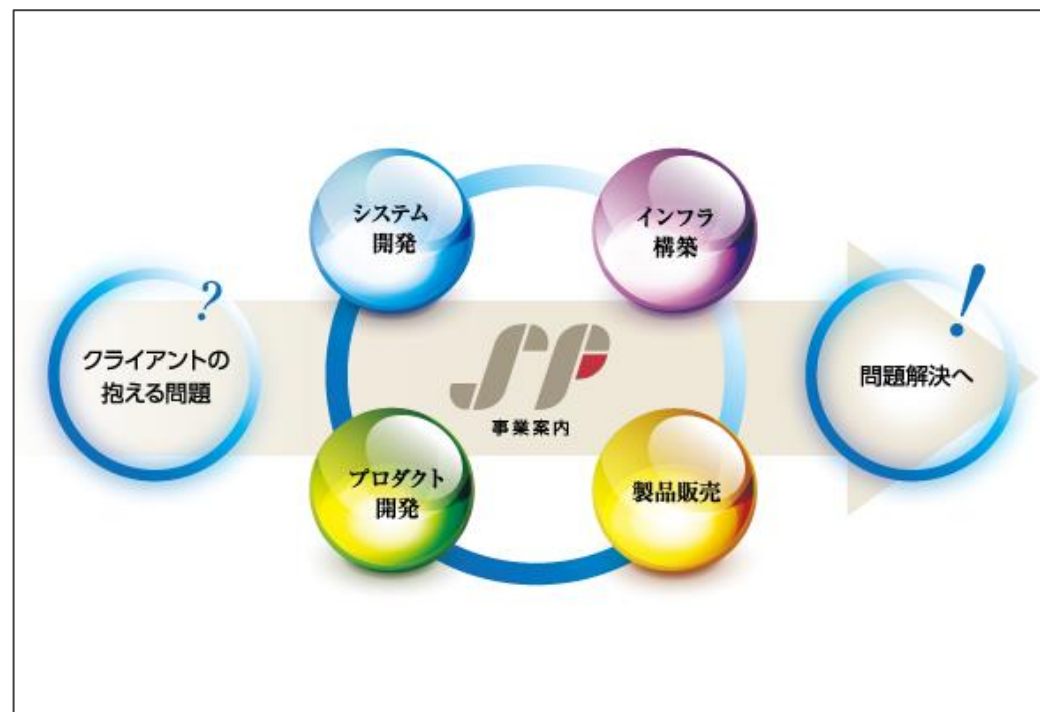 システム
開発
インフラ
構築
?
クライアントの
抱える問題
SP
事業案内
!
問題解決へ
プロダクト
開発
製品販売